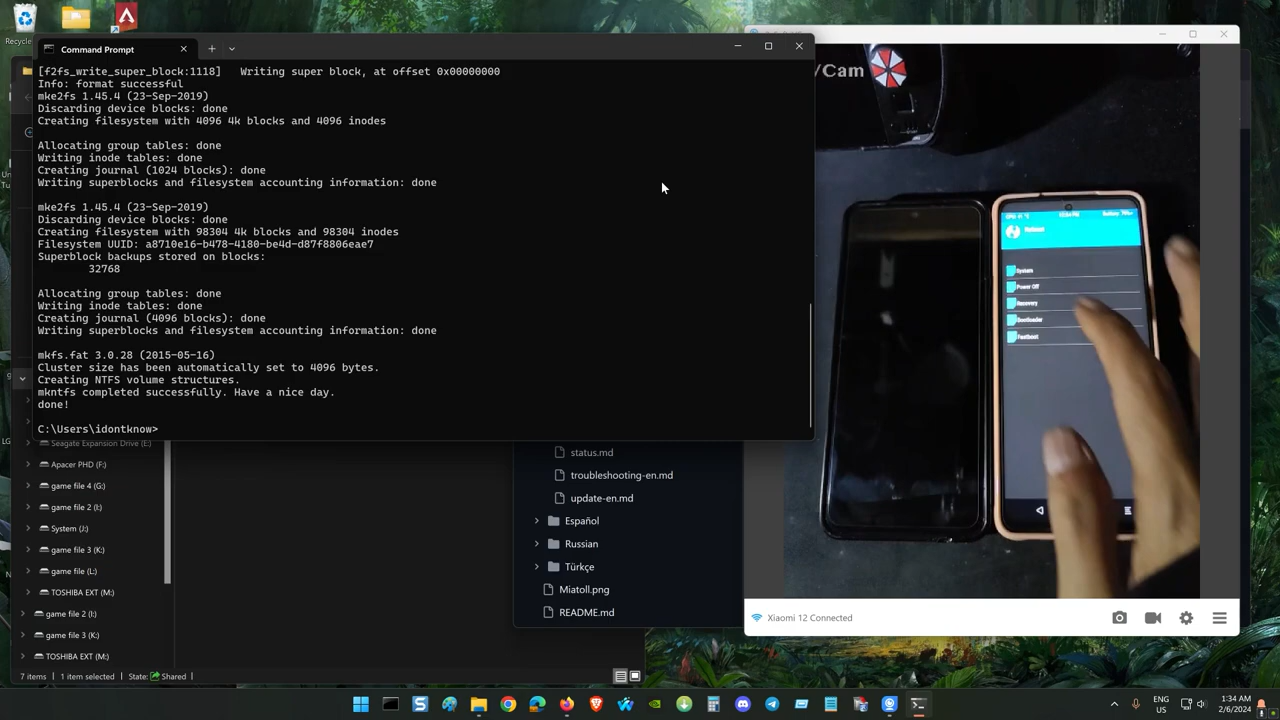 Recycle
Command Prompt
[f2fs_write_super_block:1118]   Writing super block, at offset 0x00000000
Info: format successful
mke2fs 1.45.4 (23-Sep-2019)
Discarding device blocks: done
Creating filesystem with 4096 4k blocks and 4096 inodes
Allocating group tables: done
Writing inode tables: done
Creating journal (1024 blocks): done
Writing superblocks and filesystem accounting information: done
mke2fs 1.45.4 (23-Sep-2019)
Discarding device blocks: done
Creating filesystem with 98304 4k blocks and 98304 inodes
Filesystem UUID: a8710e16-b478-4180-be4d-d87f8806eae7
Superblock backups stored on blocks:
32768
Allocating group tables: done
Writing inode tables: done
Creating journal (4096 blocks): done
Writing superblocks and filesystem accounting information: done
mkfs.fat 3.0.28 (2015-05-16)
Cluster size has been automatically set to 4096 bytes.
Creating NTFS volume structures.
mkntfs completed successfully. Have a nice day.
done!
C:\Users\idontknow>
/Cam
Reboot
System
Power Off
Recovery
Bootloader
Fastboot
Xiaomi 12 Connected
Seagate Expansion Drive (E:)
Apacer PHD (F:)
game file 4 (G:)
game file 2 (I:)
System (J:)
game file 3 (K:)
game file (L:)
TOSHIBA EXT (M:)
game file 2 (I:)
game file 3 (K:)
TOSHIBA EXT (M:)
7 items
1 item selected
State:
Shared
status.md
troubleshooting-en.md
update-en.md
Español
Russian
Türkçe
Miatoll.png
README.md
ENG
US
1:34 AM
2/6/2024